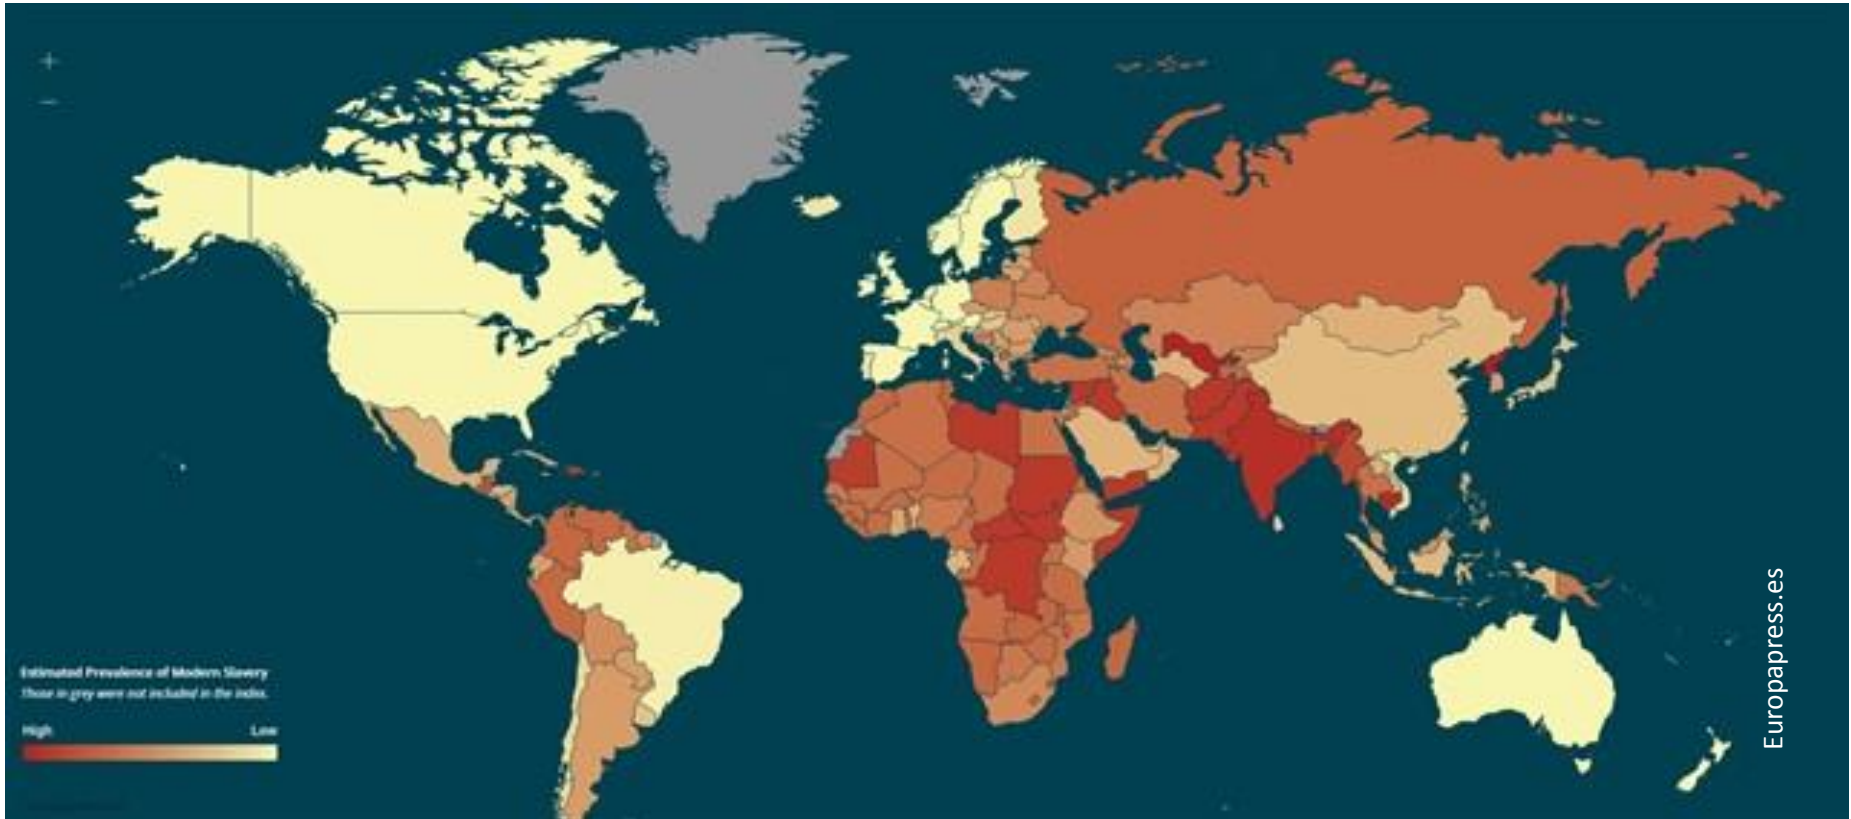 Estimated Prevalence of Modern Slavery
Those in grey were not included in the index.
High Low
Europapress.es